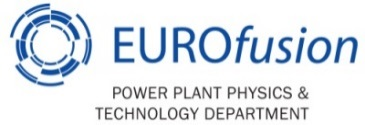 EUROfusion
POWER PLANT PHYSICS &
TECHNOLOGY DEPARTMENT